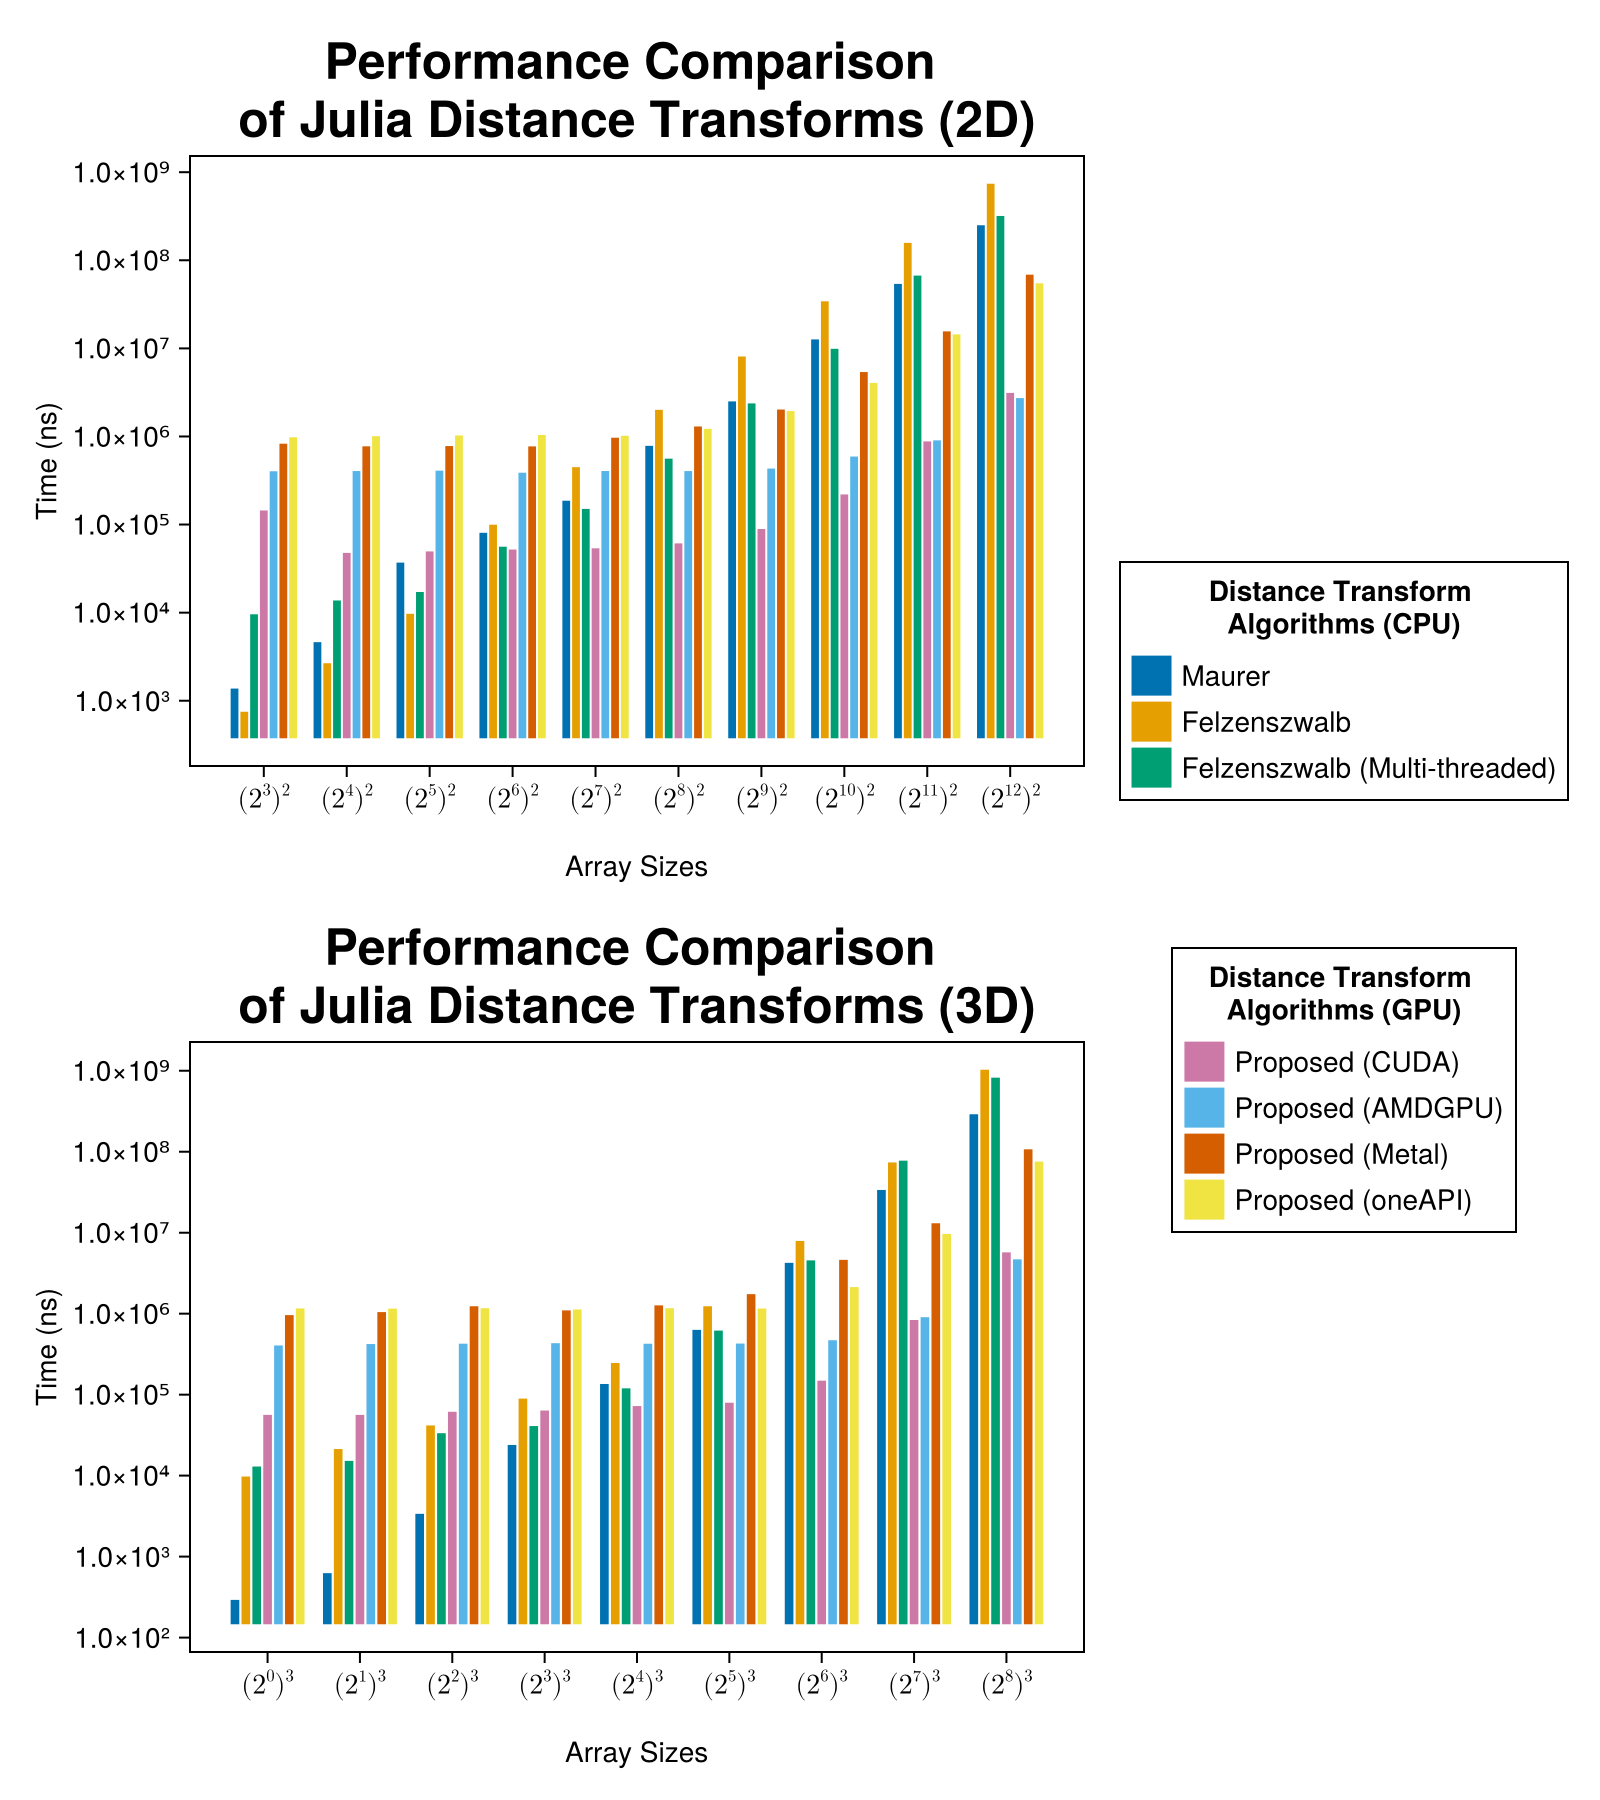 Performance Comparison
of Julia Distance Transforms (2D)
1.0×10⁹
1.0×10⁸
1.0×10⁷
1.0×10⁶
1.0×10⁵
1.0×10⁴
1.0×10³
Time (ns)
(2³)² (2⁴)² (2⁵)² (2⁶)² (2⁷)² (2⁸)² (2⁹)² (2¹⁰)² (2¹¹)² (2¹²)²
Array Sizes
Distance Transform
Algorithms (CPU)
Maurer
Felzenszwalb
Felzenszwalb (Multi-threaded)
Performance Comparison
of Julia Distance Transforms (3D)
1.0×10⁹
1.0×10⁸
1.0×10⁷
1.0×10⁶
1.0×10⁵
1.0×10⁴
1.0×10³
1.0×10²
Time (ns)
(2⁰)³ (2¹)³ (2²)³ (2³)³ (2⁴)³ (2⁵)³ (2⁶)³ (2⁷)³ (2⁸)³
Array Sizes
Distance Transform
Algorithms (GPU)
Proposed (CUDA)
Proposed (AMDGPU)
Proposed (Metal)
Proposed (oneAPI)